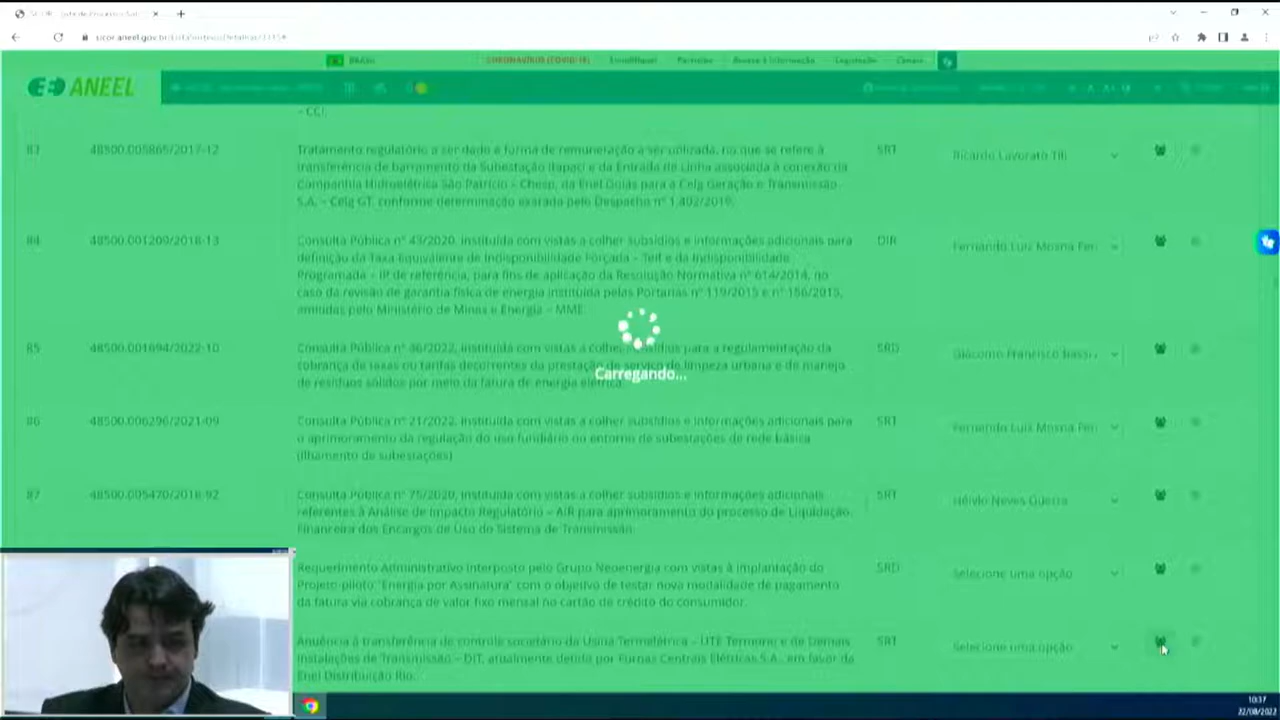 BRASIL CORONAVÍRUS (COVID-19) Simplifique! Participe Acesso à informação Legislação Canais
ANEEL
– CCI.
83 48500.005865/2017-12 Tratamento regulatório a ser dado e forma de remuneração a ser utilizada, no que se refere à SRT Ricardo Lavorato Tili
transferência de barramento da Subestação Itapaci e da Entrada de Linha associada à conexão da
Companhia Hidroelétrica São Patrício – Chesp, da Enel Goiás para a Celg Geração e Transmissão
S.A. – Celg GT, conforme determinação exarada pelo Despacho nº 1.402/2019.
84 48500.001209/2018-13 Consulta Pública nº 43/2020, instituída com vistas a colher subsídios e informações adicionais para DIR Fernando Luiz Mosna Ferr
definição da Taxa Equivalente de Indisponibilidade Forçada – Teif e da Indisponibilidade
Programada – IP de referência, para fins de aplicação da Resolução Normativa nº 614/2014, no
caso da revisão de garantia física de energia instituída pelas Portarias nº 119/2015 e nº 156/2015,
emitidas pelo Ministério de Minas e Energia – MME.
85 48500.001694/2022-10 Consulta Pública nº 36/2022, instituída com vistas a colher subsídios para a regulamentação da SRD Giácomo Francisco Bassi
cobrança de taxas ou tarifas decorrentes da prestação de serviço de limpeza urbana e de manejo
de resíduos sólidos por meio da fatura de energia elétrica.
Carregando...
86 48500.006296/2021-09 Consulta Pública nº 21/2022, instituída com vistas a colher subsídios e informações adicionais para SRT Fernando Luiz Mosna Ferr
o aprimoramento da regulação do uso fundiário no entorno de subestações de rede básica
(ilhamento de subestações)
87 48500.005470/2018-92 Consulta Pública nº 75/2020, instituída com vistas a colher subsídios e informações adicionais SRT Hélvio Neves Guerra
referentes à Análise de Impacto Regulatório – AIR para aprimoramento do processo de Liquidação
Financeira dos Encargos de Uso do Sistema de Transmissão.
Requerimento Administrativo interposto pelo Grupo Neoenergia com vistas à implantação do SRD Selecione uma opção
Projeto-piloto "Energia por Assinatura" com o objetivo de testar nova modalidade de pagamento
da fatura via cobrança de valor fixo mensal no cartão de crédito do consumidor.
Anuência à transferência de controle societário da Usina Termelétrica – UTE e de Demais SRT Selecione uma opção
Instalações de Transmissão – DIT, atualmente detida por Furnas Centrais Elétricas S.A., em favor da
Enel Distribuição Rio.
10:37
22/08/2022